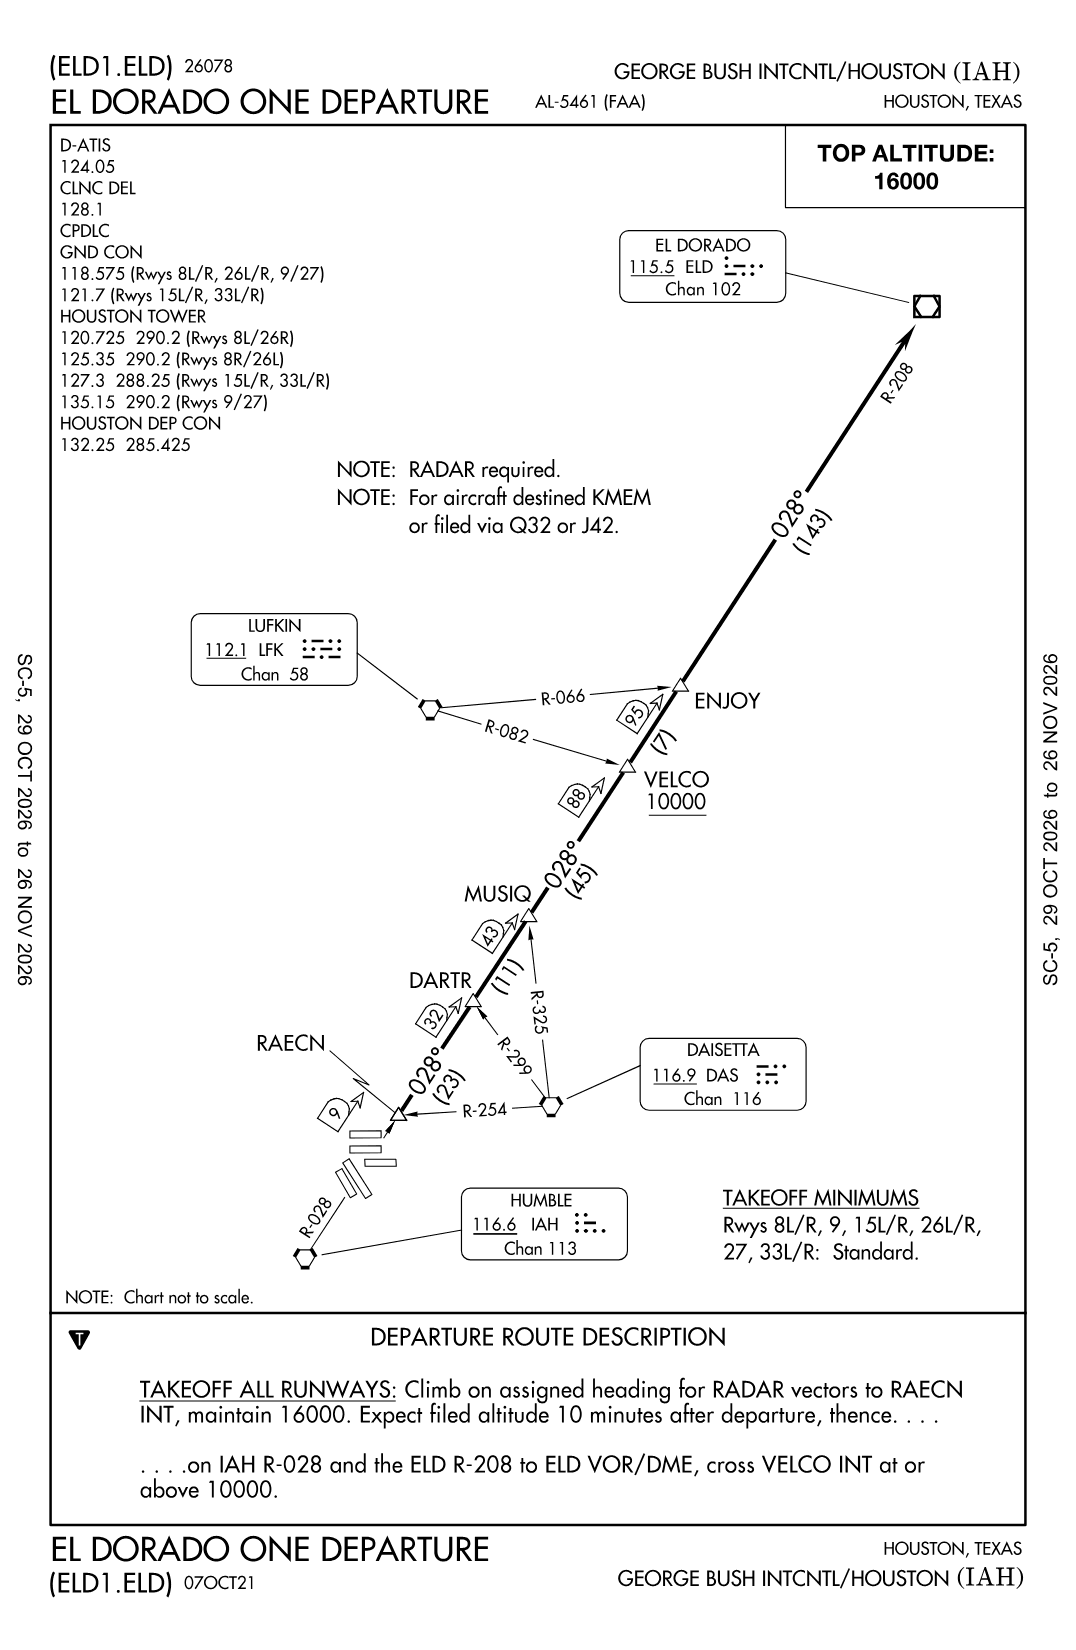 (ELD1.ELD) 26078
EL DORADO ONE DEPARTURE
AL-5461 (FAA)
GEORGE BUSH INTCNTL/HOUSTON (IAH)
HOUSTON, TEXAS
D-ATIS
124.05
CLNC DEL
128.1
CPDLC
GND CON
118.575 (Rwys 8L/R, 26L/R, 9/27)
121.7 (Rwys 15L/R, 33L/R)
HOUSTON TOWER
120.725 290.2 (Rwys 8L/26R)
125.35 290.2 (Rwys 8R/26L)
127.3 288.25 (Rwys 15L/R, 33L/R)
135.15 290.2 (Rwys 9/27)
HOUSTON DEP CON
132.25 285.425
TOP ALTITUDE:
16000
EL DORADO
115.5 ELD
Chan 102
R-208
NOTE: RADAR required.
NOTE: For aircraft destined KMEM
or filed via Q32 or J42.
028°
(143)
LUFKIN
112.1 LFK
Chan 58
R-066
R-082
95
ENJOY
(7)
VELCO
10000
88
028°
(45)
MUSIQ
43
(11)
DARTR
32
R-325
R-299
RAECN
028°
(23)
9
R-254
DAISETTA
116.9 DAS
Chan 116
R-028
HUMBLE
116.6 IAH
Chan 113
TAKEOFF MINIMUMS
Rwys 8L/R, 9, 15L/R, 26L/R,
27, 33L/R: Standard.
NOTE: Chart not to scale.
SC-5, 29 OCT 2026 to 26 NOV 2026
SC-5, 29 OCT 2026 to 26 NOV 2026
T
DEPARTURE ROUTE DESCRIPTION
TAKEOFF ALL RUNWAYS: Climb on assigned heading for RADAR vectors to RAECN
INT, maintain 16000. Expect filed altitude 10 minutes after departure, thence. . . .
. . . .on IAH R-028 and the ELD R-208 to ELD VOR/DME, cross VELCO INT at or
above 10000.
EL DORADO ONE DEPARTURE
(ELD1.ELD) 07OCT21
HOUSTON, TEXAS
GEORGE BUSH INTCNTL/HOUSTON (IAH)